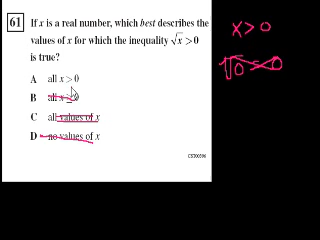 61 If x is a real number, which best describes the
values of x for which the inequality √x > 0
is true?
A all x > 0
B all x ≥ 0
C all values of x
D no values of x
CST00596
x > 0
√0 > 0